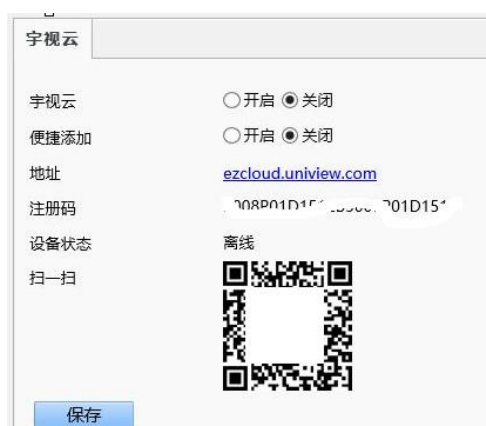 宇视云
宇视云 开启 关闭
便捷添加 开启 关闭
地址 ezcloud.uniview.com
注册码
设备状态 离线
扫一扫
保存